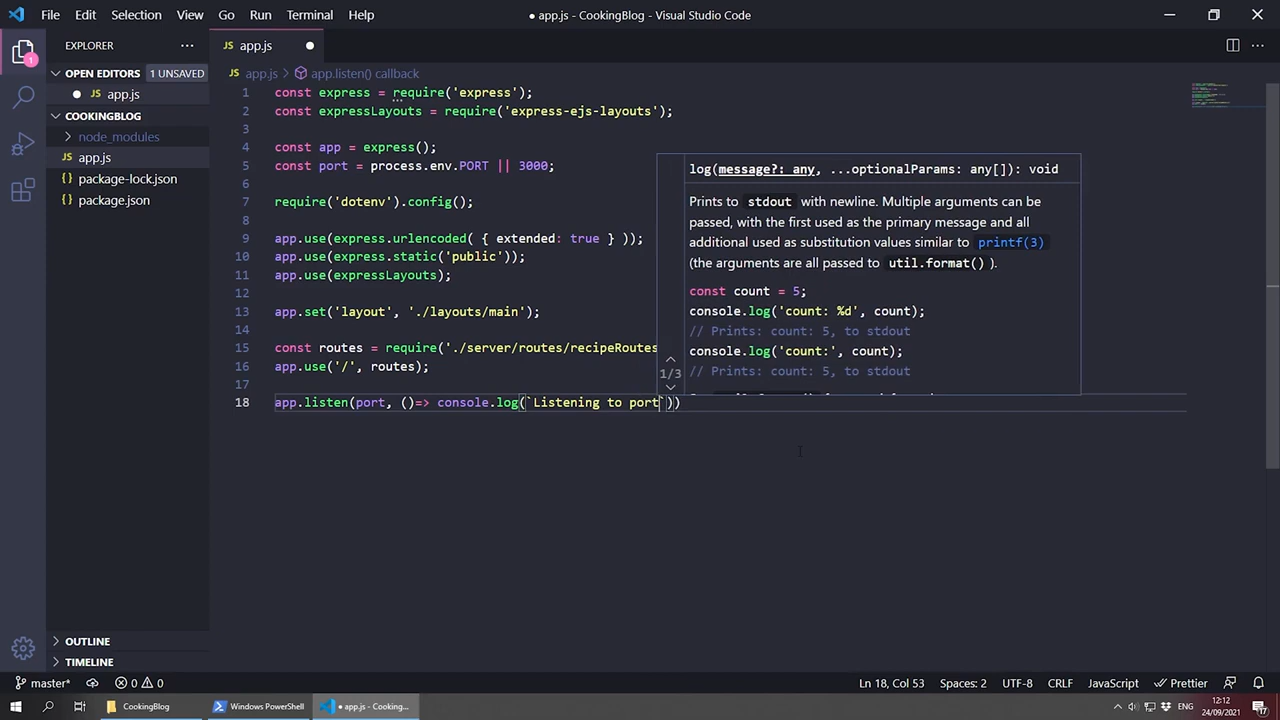 File Edit Selection View Go Run Terminal Help
● app.js - CookingBlog - Visual Studio Code
EXPLORER
OPEN EDITORS 1 UNSAVED
app.js
COOKINGBLOG
node_modules
app.js
package-lock.json
package.json
OUTLINE
TIMELINE
JS app.js
JS app.js > app.listen() callback
1 const express = require('express');
2 const expressLayouts = require('express-ejs-layouts');
3
4 const app = express();
5 const port = process.env.PORT || 3000;
6
7 require('dotenv').config();
8
9 app.use(express.urlencoded( { extended: true } ));
10 app.use(express.static('public'));
11 app.use(expressLayouts);
12
13 app.set('layout', './layouts/main');
14
15 const routes = require('./server/routes/recipeRoutes
16 app.use('/', routes);
17
18 app.listen(port, ()=> console.log(`Listening to port`))
log(message?: any, ...optionalParams: any[]): void
Prints to stdout with newline. Multiple arguments can be
passed, with the first used as the primary message and all
additional used as substitution values similar to printf(3)
(the arguments are all passed to util.format() ).
const count = 5;
console.log('count: %d', count);
// Prints: count: 5, to stdout
console.log('count:', count);
// Prints: count: 5, to stdout
1/3
1
master* 0 0
Ln 18, Col 53 Spaces: 2 UTF-8 CRLF JavaScript Prettier
CookingBlog
Windows PowerShell
● app.js - Cooking...
ENG
12:12
24/09/2021